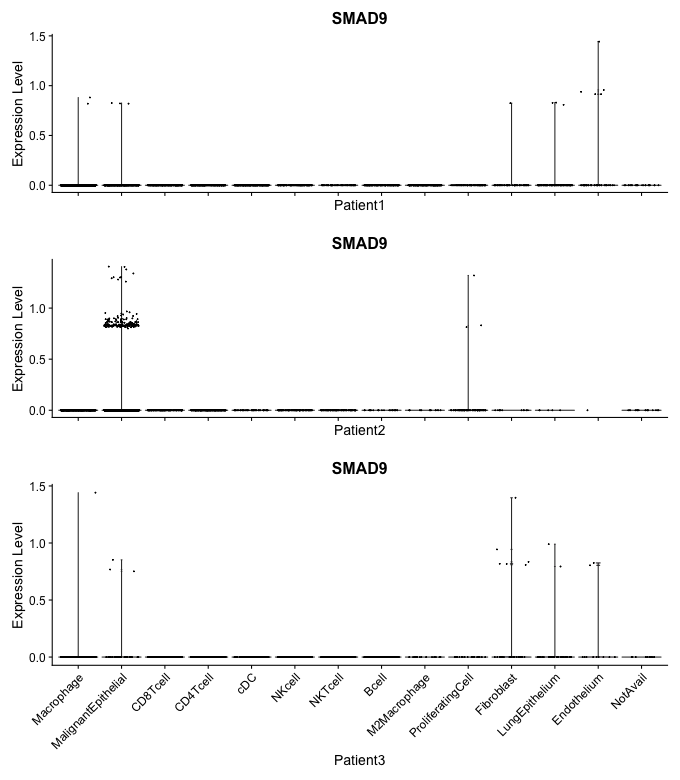 SMAD9
Expression Level
1.5
1.0
0.5
0.0
Patient1
SMAD9
Expression Level
1.0
0.5
0.0
Patient2
SMAD9
Expression Level
1.5
1.0
0.5
0.0
Macrophage
MalignantEpithelial
CD8Tcell
CD4Tcell
cDC
NKcell
NKTcell
Bcell
M2Macrophage
ProliferatingCell
Fibroblast
LungEpithelium
Endothelium
NotAvail
Patient3